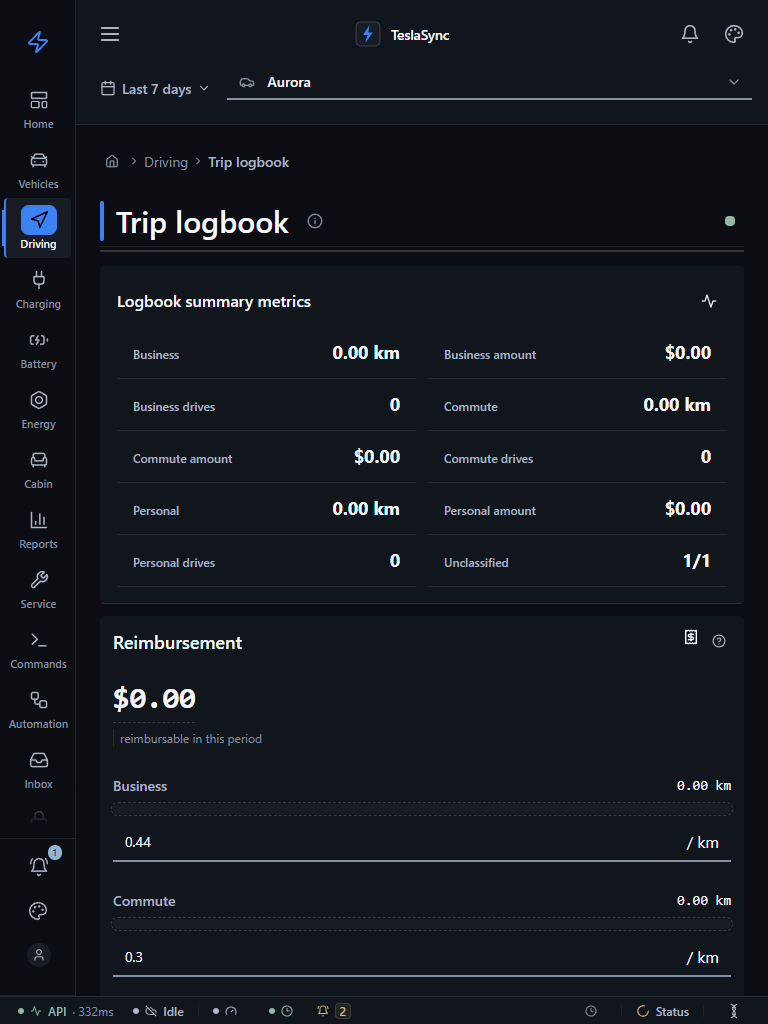 TeslaSync
Last 7 days
Aurora
Home
Vehicles
Driving
Charging
Battery
Energy
Cabin
Reports
Service
Commands
Automation
Inbox
1
Driving
Trip logbook
Trip logbook
Logbook summary metrics
Business 0.00 km
Business amount $0.00
Business drives 0
Commute 0.00 km
Commute amount $0.00
Commute drives 0
Personal 0.00 km
Personal amount $0.00
Personal drives 0
Unclassified 1/1
Reimbursement
$0.00
reimbursable in this period
Business 0.00 km
0.44 / km
Commute 0.00 km
0.3 / km
API · 332ms Idle 2 Status